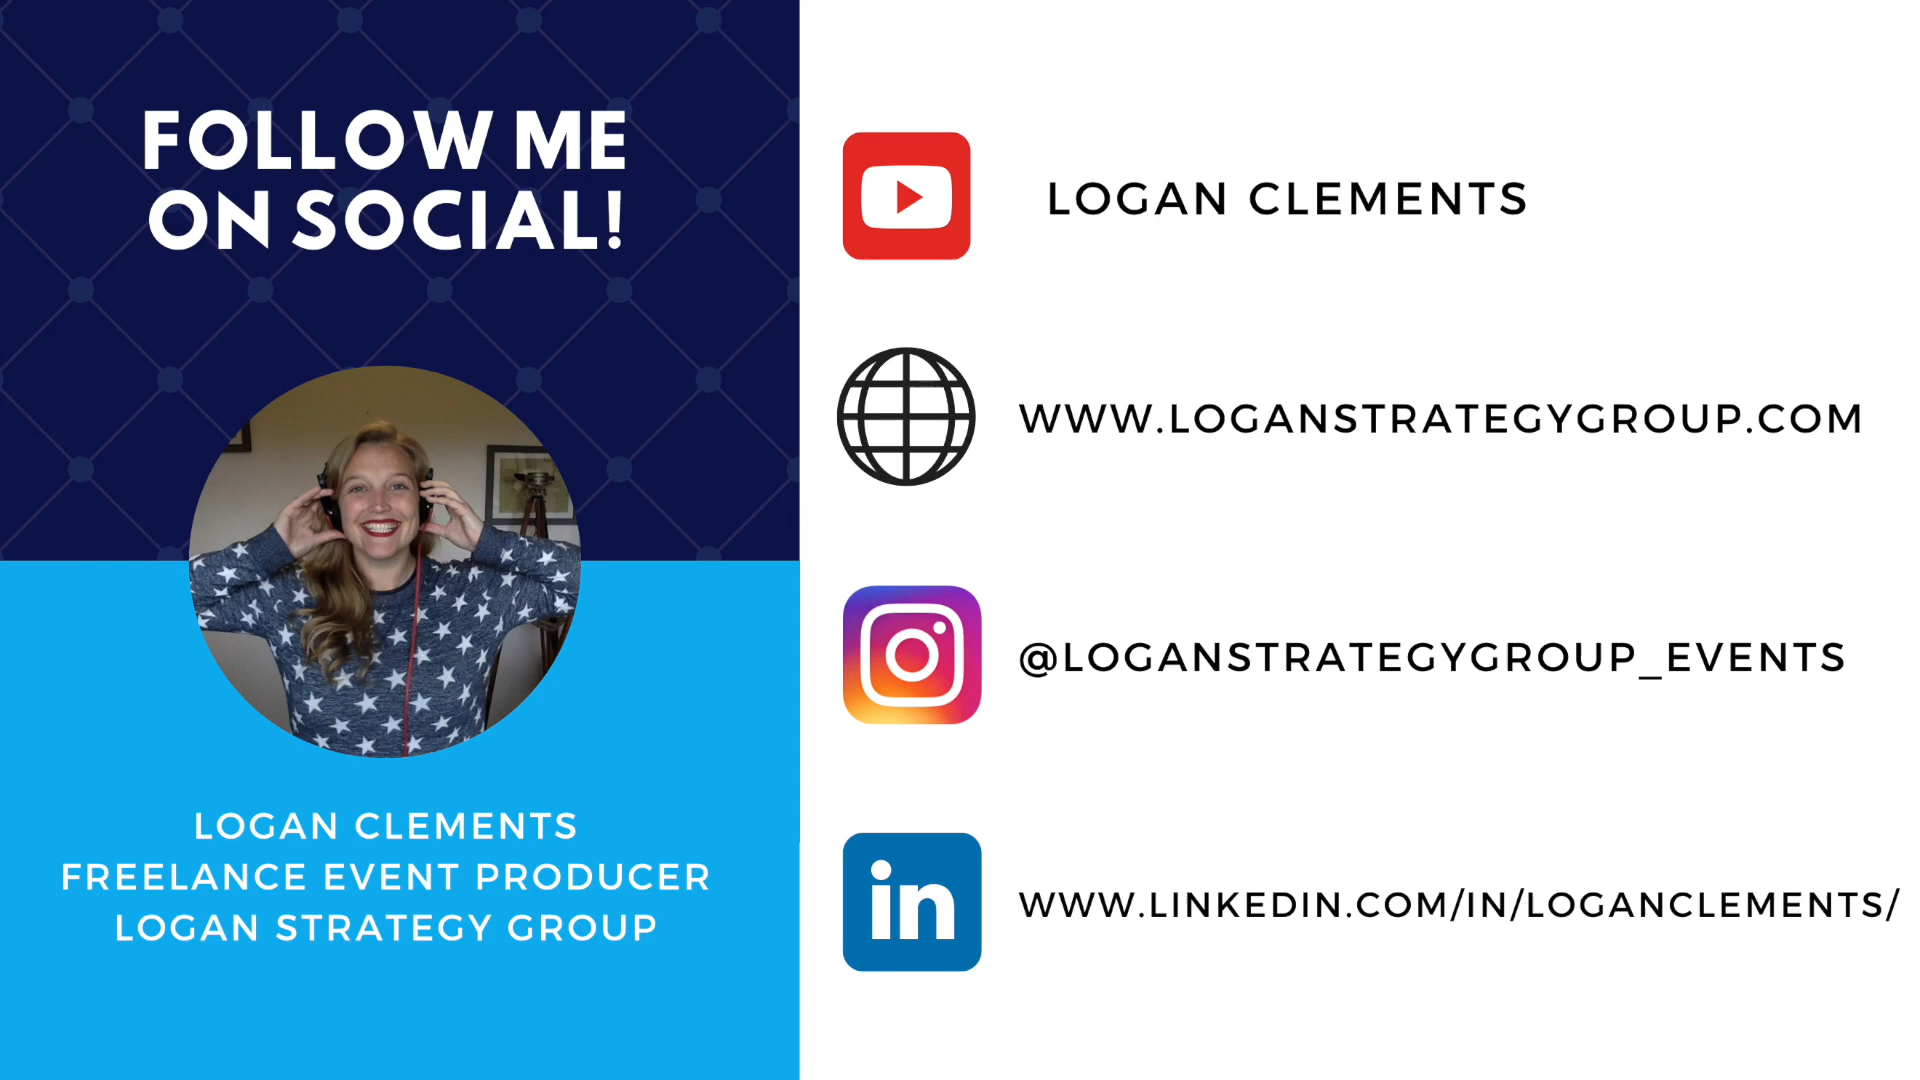 FOLLOW ME
ON SOCIAL!
LOGAN CLEMENTS
FREELANCE EVENT PRODUCER
LOGAN STRATEGY GROUP
LOGAN CLEMENTS
WWW.LOGANSTRATEGYGROUP.COM
@LOGANSTRATEGYGROUP_EVENTS
in
WWW.LINKEDIN.COM/IN/LOGANCLEMENTS/